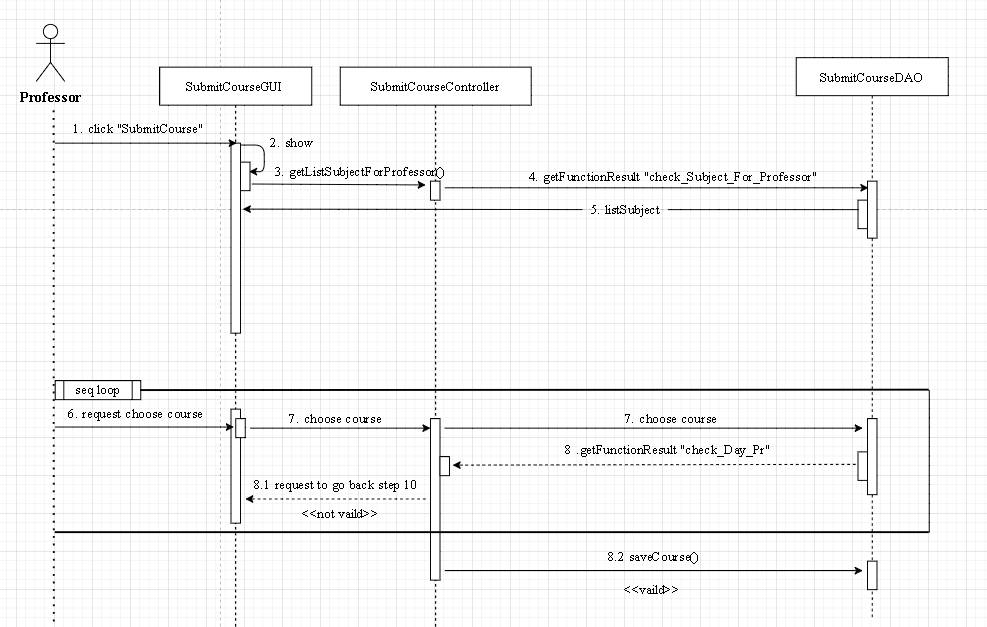 Professor
SubmitCourseGUI
SubmitCourseController
SubmitCourseDAO
1. click "SubmitCourse"
2. show
3. getListSubjectForProfessor()
4. getFunctionResult "check_Subject_For_Professor"
5. listSubject
seq loop
6. request choose course
7. choose course
7. choose course
8 .getFunctionResult "check_Day_Pr"
8.1 request to go back step 10
<<not vaild>>
8.2 saveCourse()
<<vaild>>